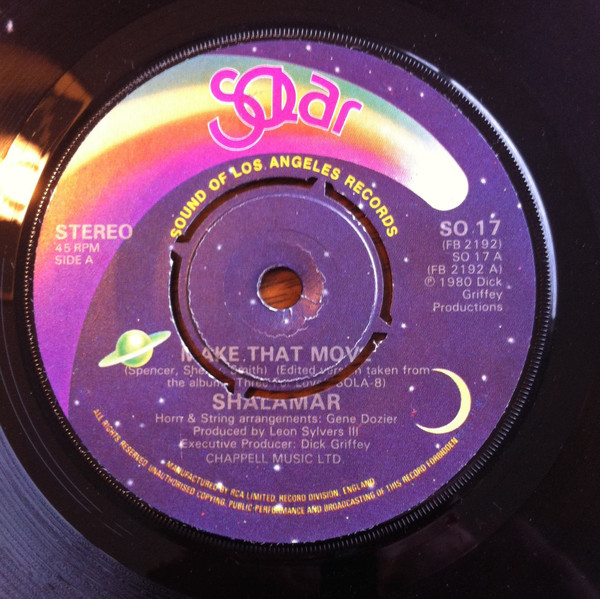 Solar
SOUND OF LOS ANGELES RECORDS
STEREO
45 RPM
SIDE A
SO 17
(FB 2192)
SO 17 A
(FB 2192 A)
℗ 1980 Dick
Griffey
Productions
MAKE THAT MOVE
(Spencer, Smith) (Edited version taken from
the album Three For Love SOLA-8)
SHALAMAR
Horn & String arrangements: Gene Dozier
Produced by Leon Sylvers III
Executive Producer: Dick Griffey
CHAPPELL MUSIC LTD.
MANUFACTURED BY RCA LIMITED, RECORD DIVISION, ENGLAND.
ALL RIGHTS RESERVED. UNAUTHORISED COPYING, PUBLIC-PERFORMANCE AND BROADCASTING OF THIS RECORD FORBIDDEN